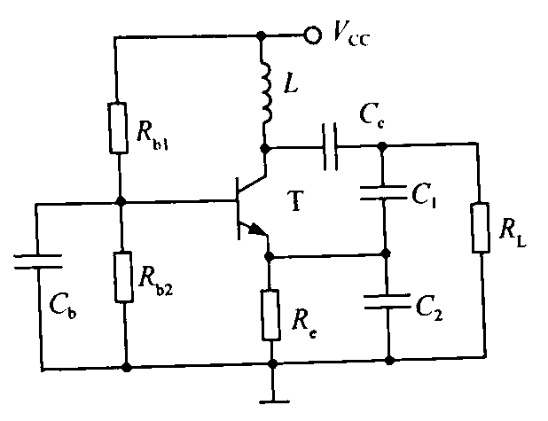 V_CC
L
R_b1
C_c
T
C_1
R_L
C_b
R_b2
R_e
C_2